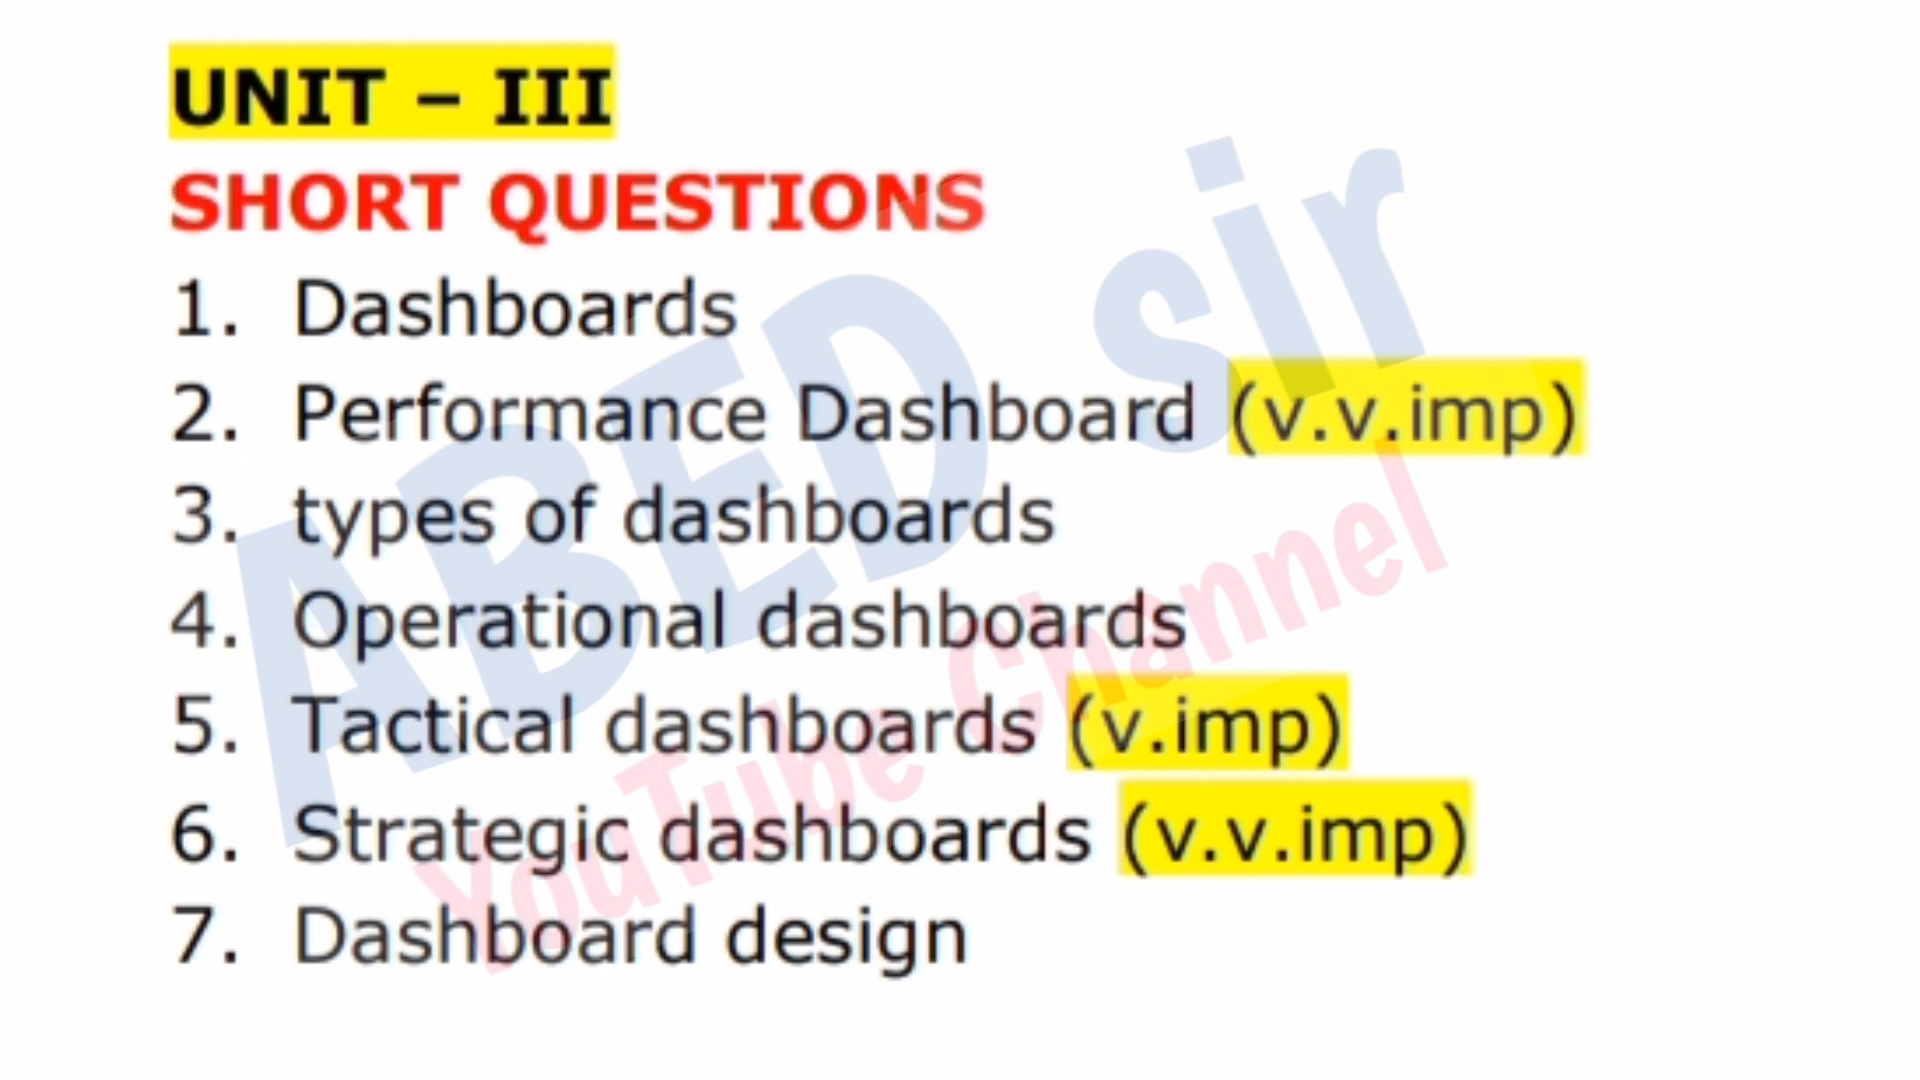 UNIT – III
SHORT QUESTIONS
1. Dashboards
2. Performance Dashboard (v.v.imp)
3. types of dashboards
4. Operational dashboards
5. Tactical dashboards (v.imp)
6. Strategic dashboards (v.v.imp)
7. Dashboard design
ABED sir
YouTube Channel